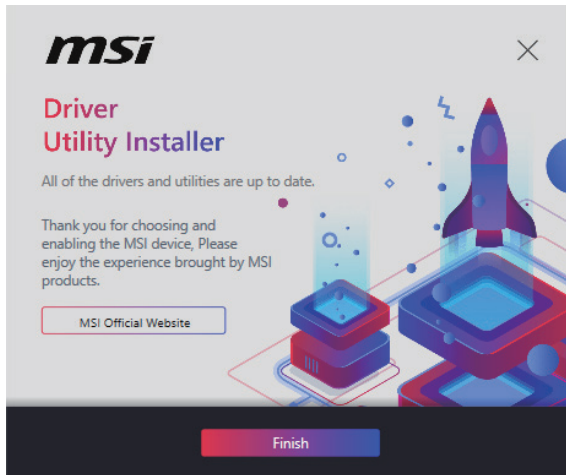 msi
Driver
Utility Installer
All of the drivers and utilities are up to date.
Thank you for choosing and
enabling the MSI device, Please
enjoy the experience brought by MSI
products.
MSI Official Website
Finish